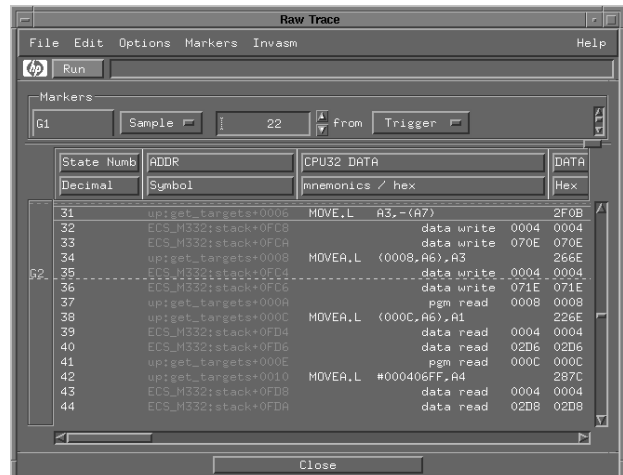 Raw Trace
File Edit Options Markers Invasm Help
hp Run
Markers
G1 Sample 22 from Trigger
State Numb ADDR CPU32 DATA DATA
Decimal Symbol mnemonics / hex Hex
31 up:get_targets+0006 MOVE.L A3,-(A7) 2F0B
32 ECS_M332:stack+0FC8 data write 0004 0004
33 ECS_M332:stack+0FCA data write 070E 070E
34 up:get_targets+0008 MOVEA.L (0008,A6),A3 266E
G2 35 ECS_M332:stack+0FC4 data write 0004 0004
36 ECS_M332:stack+0FC6 data write 071E 071E
37 up:get_targets+000A pgm read 0008 0008
38 up:get_targets+000C MOVEA.L (000C,A6),A1 226E
39 ECS_M332:stack+0FD4 data read 0004 0004
40 ECS_M332:stack+0FD6 data read 02D6 02D6
41 up:get_targets+000E pgm read 000C 000C
42 up:get_targets+0010 MOVEA.L #000406FF,A4 287C
43 ECS_M332:stack+0FD8 data read 0004 0004
44 ECS_M332:stack+0FDA data read 02D8 02D8
Close